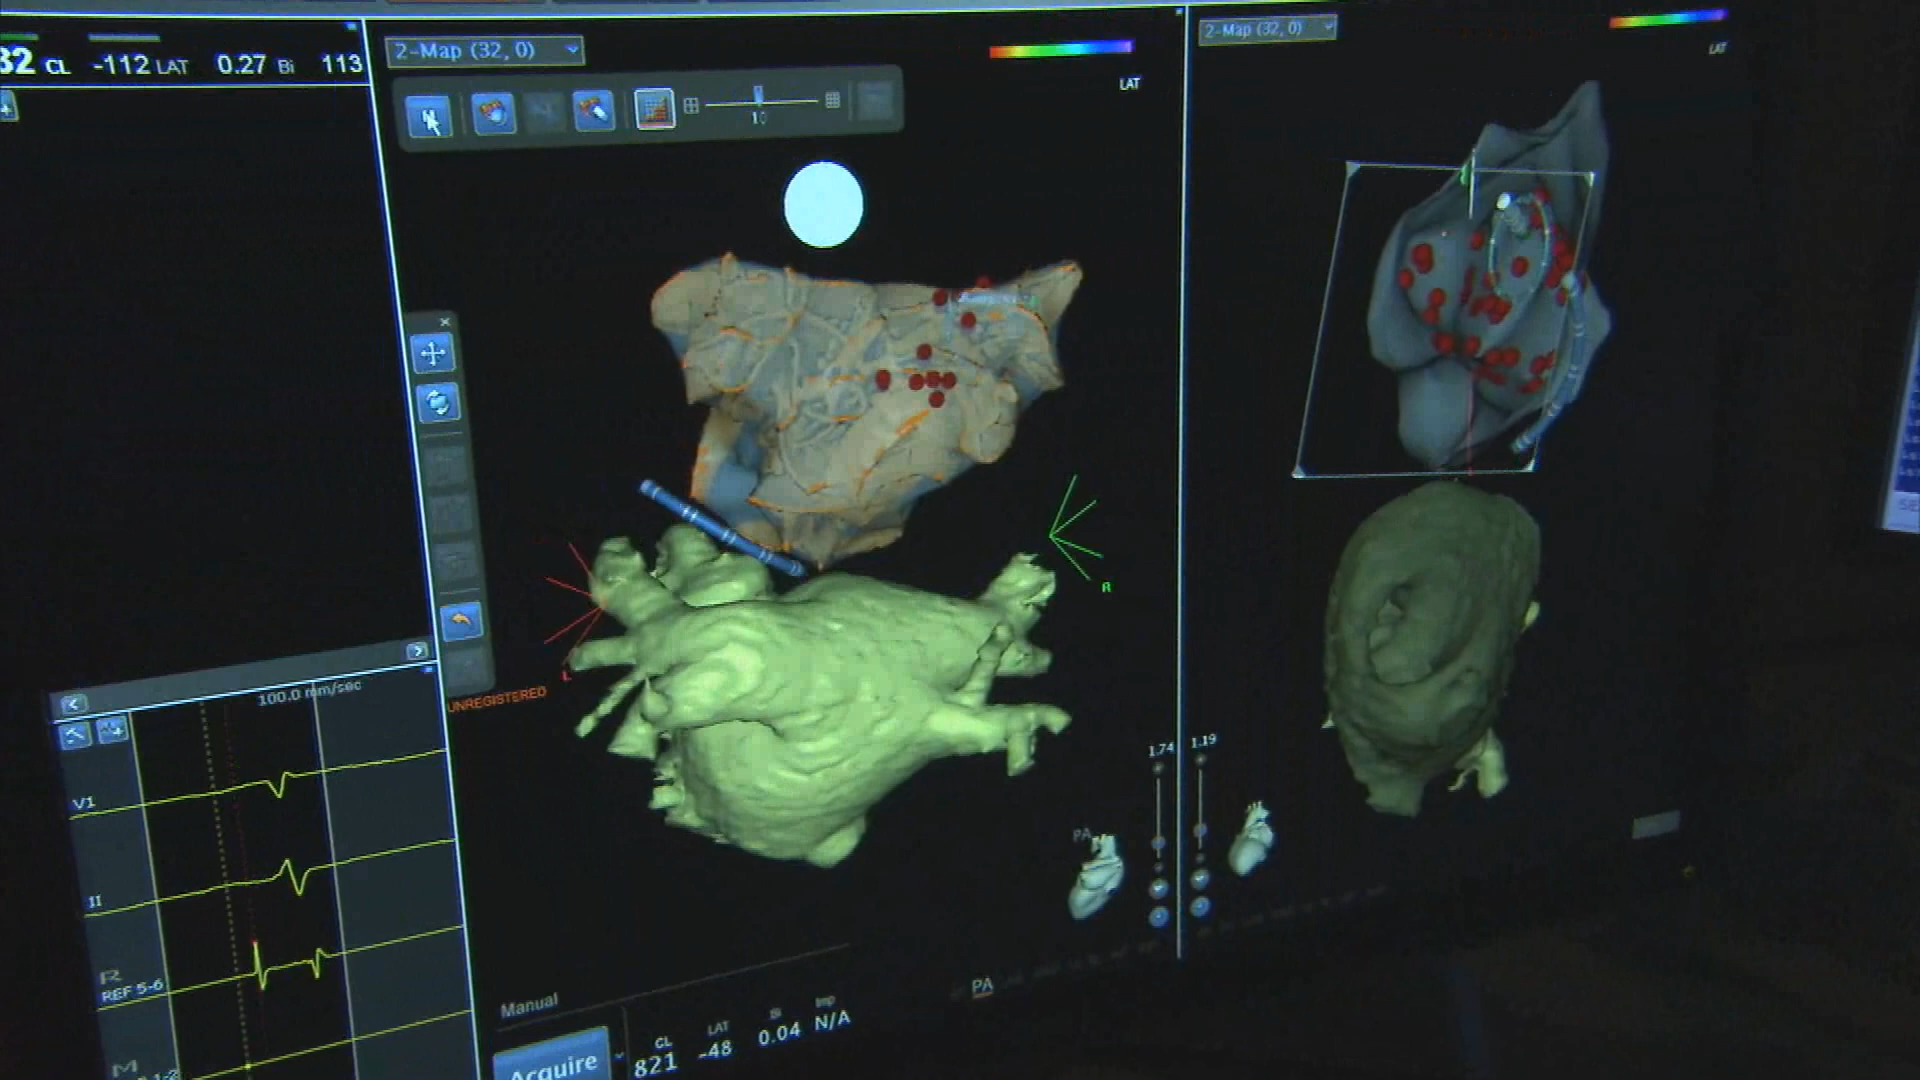 32 CL -112 LAT 0.27 Bi 113
2-Map (32, 0)
LAT
10
2-Map (32, 0)
LAT
R
L
UNREGISTERED
100.0 mm/sec
V1
II
R
REF 5-6
M
1-2
1.74
1.19
PA
PA
Manual
Acquire
CL LAT Bi Imp
821 -48 0.04 N/A